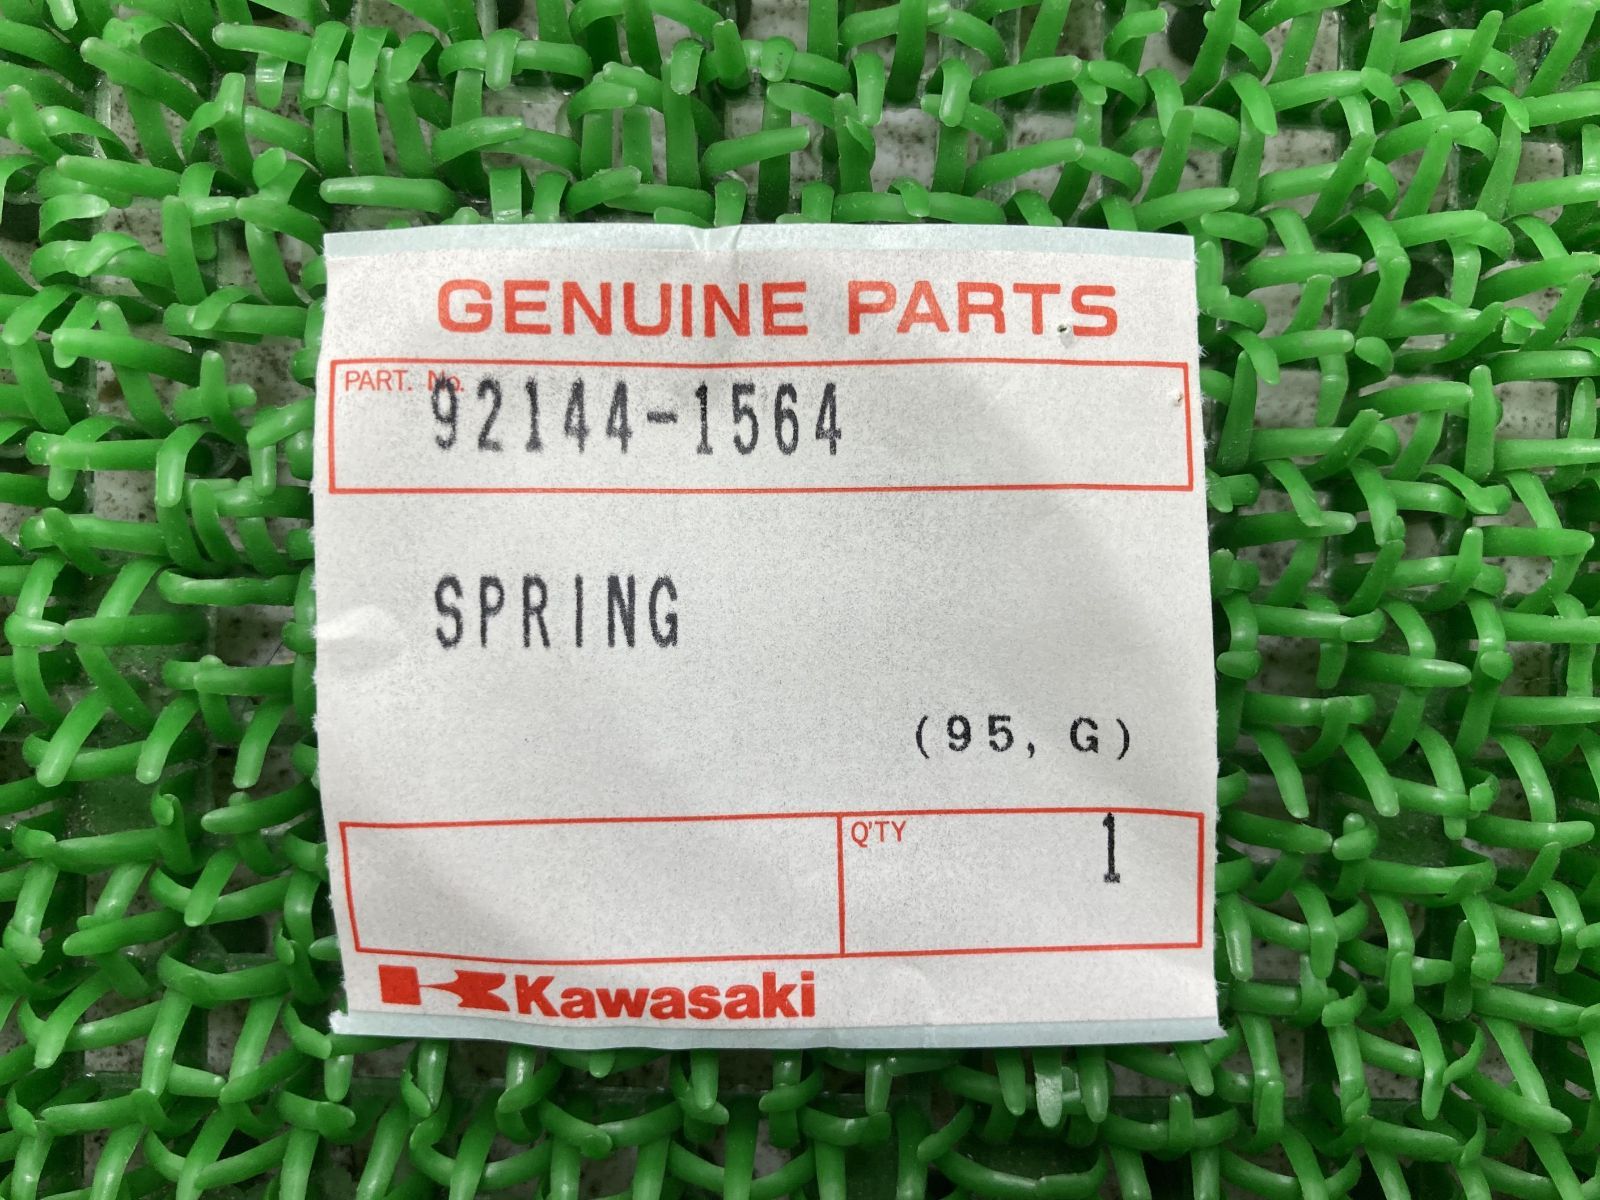 GENUINE PARTS
PART. No.
92144-1564
SPRING
(95, G)
Q'TY
1
Kawasaki